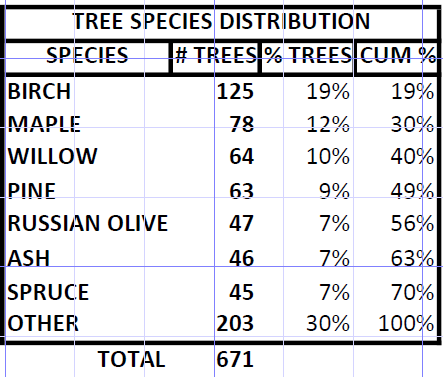 TREE SPECIES DISTRIBUTION
SPECIES # TREES % TREES CUM %
BIRCH 125 19% 19%
MAPLE 78 12% 30%
WILLOW 64 10% 40%
PINE 63 9% 49%
RUSSIAN OLIVE 47 7% 56%
ASH 46 7% 63%
SPRUCE 45 7% 70%
OTHER 203 30% 100%
TOTAL 671